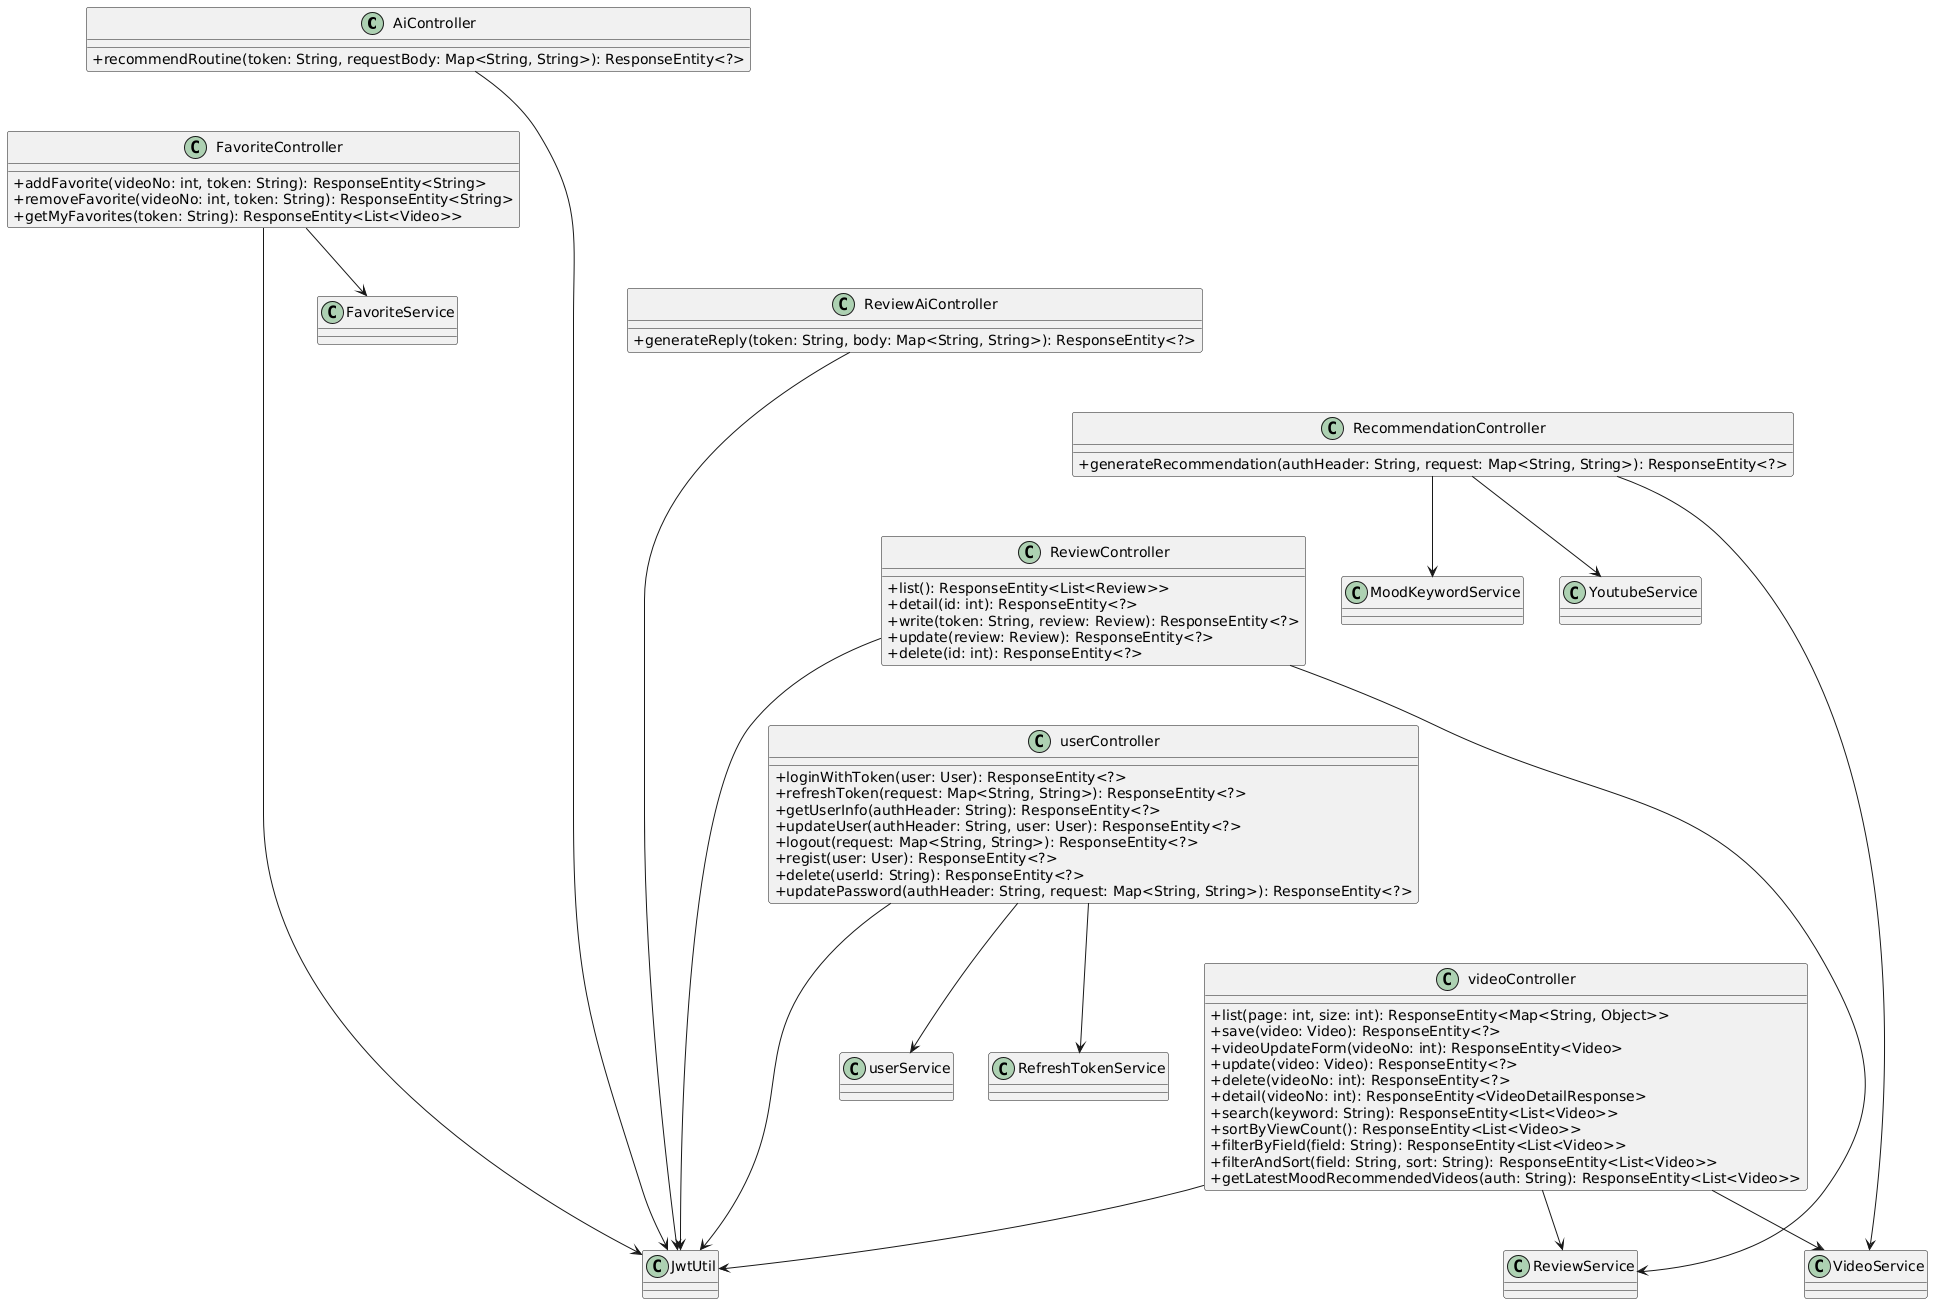 C AiController
+recommendRoutine(token: String, requestBody: Map<String, String>): ResponseEntity<?>
C FavoriteController
+addFavorite(videoNo: int, token: String): ResponseEntity<String>
+removeFavorite(videoNo: int, token: String): ResponseEntity<String>
+getMyFavorites(token: String): ResponseEntity<List<Video>>
C FavoriteService
C ReviewAiController
+generateReply(token: String, body: Map<String, String>): ResponseEntity<?>
C RecommendationController
+generateRecommendation(authHeader: String, request: Map<String, String>): ResponseEntity<?>
C ReviewController
+list(): ResponseEntity<List<Review>>
+detail(id: int): ResponseEntity<?>
+write(token: String, review: Review): ResponseEntity<?>
+update(review: Review): ResponseEntity<?>
+delete(id: int): ResponseEntity<?>
C MoodKeywordService
C YoutubeService
C userController
+loginWithToken(user: User): ResponseEntity<?>
+refreshToken(request: Map<String, String>): ResponseEntity<?>
+getUserInfo(authHeader: String): ResponseEntity<?>
+updateUser(authHeader: String, user: User): ResponseEntity<?>
+logout(request: Map<String, String>): ResponseEntity<?>
+regist(user: User): ResponseEntity<?>
+delete(userId: String): ResponseEntity<?>
+updatePassword(authHeader: String, request: Map<String, String>): ResponseEntity<?>
C userService
C RefreshTokenService
C videoController
+list(page: int, size: int): ResponseEntity<Map<String, Object>>
+save(video: Video): ResponseEntity<?>
+videoUpdateForm(videoNo: int): ResponseEntity<Video>
+update(video: Video): ResponseEntity<?>
+delete(videoNo: int): ResponseEntity<?>
+detail(videoNo: int): ResponseEntity<VideoDetailResponse>
+search(keyword: String): ResponseEntity<List<Video>>
+sortByViewCount(): ResponseEntity<List<Video>>
+filterByField(field: String): ResponseEntity<List<Video>>
+filterAndSort(field: String, sort: String): ResponseEntity<List<Video>>
+getLatestMoodRecommendedVideos(auth: String): ResponseEntity<List<Video>>
C JwtUtil
C ReviewService
C VideoService